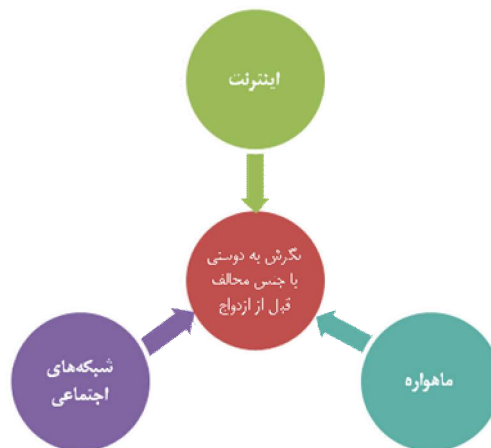 اینترنت
نگرش به دوستی
با جنس مخالف
قبل از ازدواج
شبکه‌های
اجتماعی
ماهواره